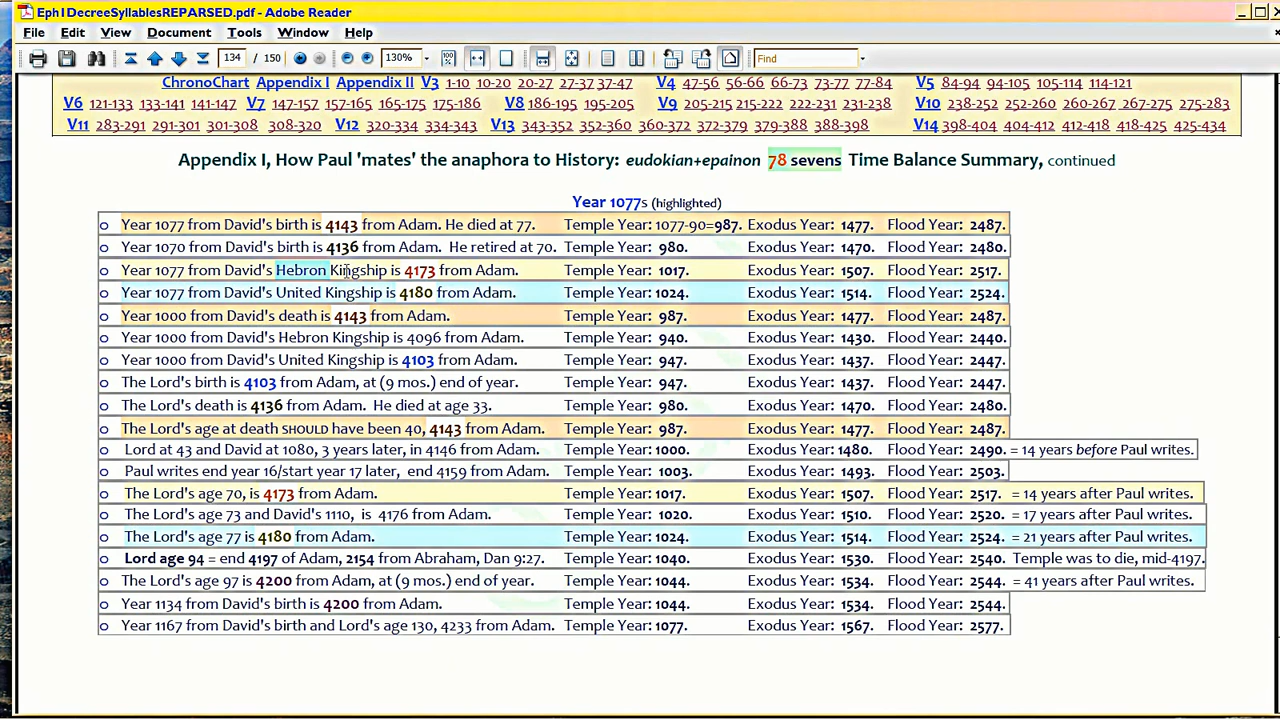 Eph1DecreeSyllablesREPARSED.pdf - Adobe Reader
File Edit View Document Tools Window Help
134 / 150 130% Find
ChronoChart Appendix I Appendix II V3 1-10 10-20 20-27 27-37 37-47 V4 47-56 56-66 66-73 73-77 77-84 V5 84-94 94-105 105-114 114-121
V6 121-133 133-141 141-147 V7 147-157 157-165 165-175 175-186 V8 186-195 195-205 V9 205-215 215-222 222-231 231-238 V10 238-252 252-260 260-267 267-275 275-283
V11 283-291 291-301 301-308 308-320 V12 320-334 334-343 V13 343-352 352-360 360-372 372-379 379-388 388-398 V14 398-404 404-412 412-418 418-425 425-434
Appendix I, How Paul 'mates' the anaphora to History: eudokian+epainon 78 sevens Time Balance Summary, continued
Year 1077s (highlighted)
o Year 1077 from David's birth is 4143 from Adam. He died at 77. Temple Year: 1077-90=987. Exodus Year: 1477. Flood Year: 2487.
o Year 1070 from David's birth is 4136 from Adam. He retired at 70. Temple Year: 980. Exodus Year: 1470. Flood Year: 2480.
o Year 1077 from David's Hebron Kingship is 4173 from Adam. Temple Year: 1017. Exodus Year: 1507. Flood Year: 2517.
o Year 1077 from David's United Kingship is 4180 from Adam. Temple Year: 1024. Exodus Year: 1514. Flood Year: 2524.
o Year 1000 from David's death is 4143 from Adam. Temple Year: 987. Exodus Year: 1477. Flood Year: 2487.
o Year 1000 from David's Hebron Kingship is 4096 from Adam. Temple Year: 940. Exodus Year: 1430. Flood Year: 2440.
o Year 1000 from David's United Kingship is 4103 from Adam. Temple Year: 947. Exodus Year: 1437. Flood Year: 2447.
o The Lord's birth is 4103 from Adam, at (9 mos.) end of year. Temple Year: 947. Exodus Year: 1437. Flood Year: 2447.
o The Lord's death is 4136 from Adam. He died at age 33. Temple Year: 980. Exodus Year: 1470. Flood Year: 2480.
o The Lord's age at death SHOULD have been 40, 4143 from Adam. Temple Year: 987. Exodus Year: 1477. Flood Year: 2487.
o Lord at 43 and David at 1080, 3 years later, in 4146 from Adam. Temple Year: 1000. Exodus Year: 1480. Flood Year: 2490. = 14 years before Paul writes.
o Paul writes end year 16/start year 17 later, end 4159 from Adam. Temple Year: 1003. Exodus Year: 1493. Flood Year: 2503.
o The Lord's age 70, is 4173 from Adam. Temple Year: 1017. Exodus Year: 1507. Flood Year: 2517. = 14 years after Paul writes.
o The Lord's age 73 and David's 1110, is 4176 from Adam. Temple Year: 1020. Exodus Year: 1510. Flood Year: 2520. = 17 years after Paul writes.
o The Lord's age 77 is 4180 from Adam. Temple Year: 1024. Exodus Year: 1514. Flood Year: 2524. = 21 years after Paul writes.
o Lord age 94 = end 4197 of Adam, 2154 from Abraham, Dan 9:27. Temple Year: 1040. Exodus Year: 1530. Flood Year: 2540. Temple was to die, mid-4197.
o The Lord's age 97 is 4200 from Adam, at (9 mos.) end of year. Temple Year: 1044. Exodus Year: 1534. Flood Year: 2544. = 41 years after Paul writes.
o Year 1134 from David's birth is 4200 from Adam. Temple Year: 1044. Exodus Year: 1534. Flood Year: 2544.
o Year 1167 from David's birth and Lord's age 130, 4233 from Adam. Temple Year: 1077. Exodus Year: 1567. Flood Year: 2577.